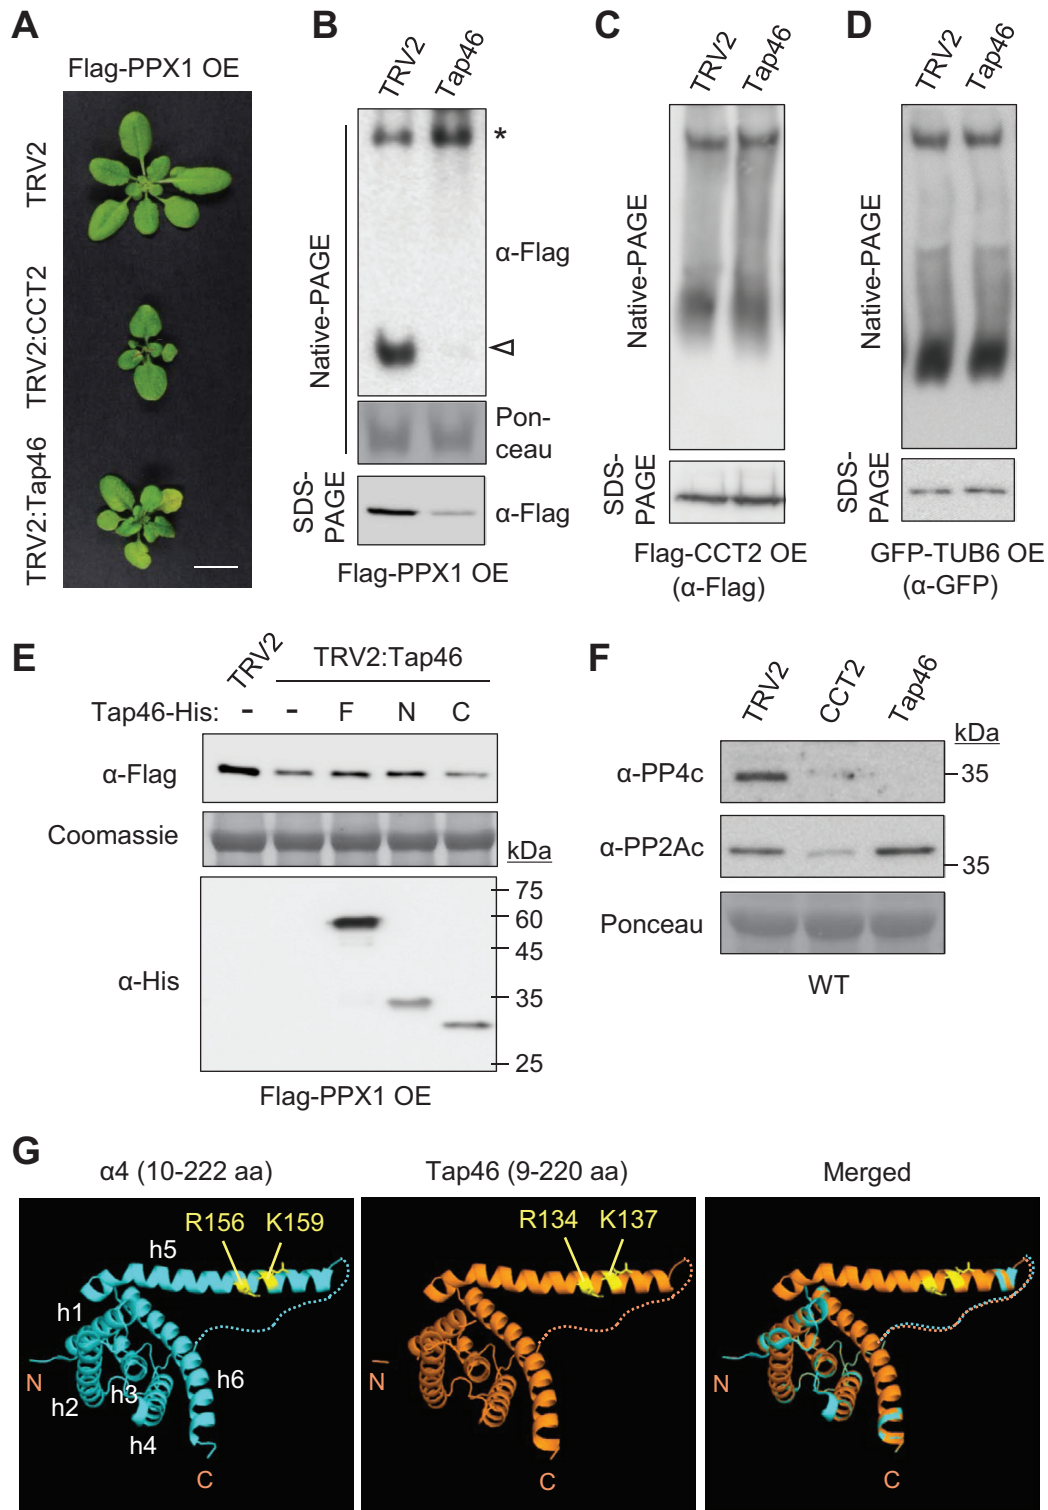 A
Flag-PPX1 OE
TRV2
TRV2:CCT2
TRV2:Tap46
B
TRV2
Tap46
*
Native-PAGE
α-Flag
Pon-
ceau
SDS-
PAGE
α-Flag
Flag-PPX1 OE
C
TRV2
Tap46
Native-PAGE
SDS-
PAGE
Flag-CCT2 OE
(α-Flag)
D
TRV2
Tap46
Native-PAGE
SDS-
PAGE
GFP-TUB6 OE
(α-GFP)
E
TRV2
TRV2:Tap46
Tap46-His: - - F N C
α-Flag
Coomassie
kDa
α-His
75
60
45
35
25
Flag-PPX1 OE
F
TRV2
CCT2
Tap46
kDa
α-PP4c
35
α-PP2Ac
35
Ponceau
WT
G
α4 (10-222 aa)
R156 K159
h5
h1
N
h2
h3
h4
h6
C
Tap46 (9-220 aa)
R134 K137
N
C
Merged
N
C